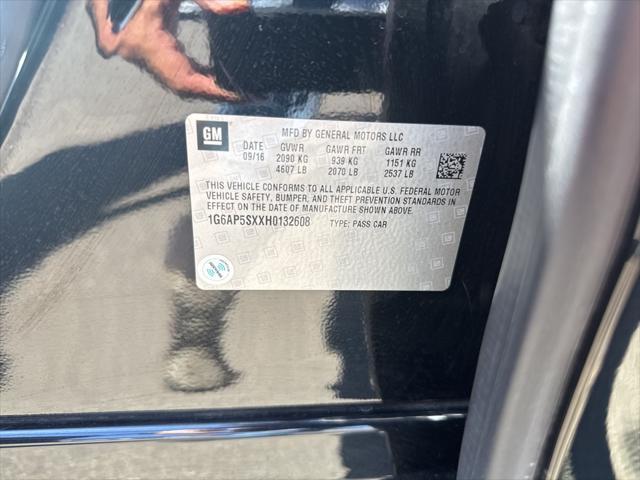 GM
MFD BY GENERAL MOTORS LLC
DATE GVWR GAWR FRT GAWR RR
09/16 2090 KG 939 KG 1151 KG
4607 LB 2070 LB 2537 LB
THIS VEHICLE CONFORMS TO ALL APPLICABLE U.S. FEDERAL MOTOR
VEHICLE SAFETY, BUMPER, AND THEFT PREVENTION STANDARDS IN
EFFECT ON THE DATE OF MANUFACTURE SHOWN ABOVE.
1G6AP5SXXH0132608 TYPE: PASS CAR